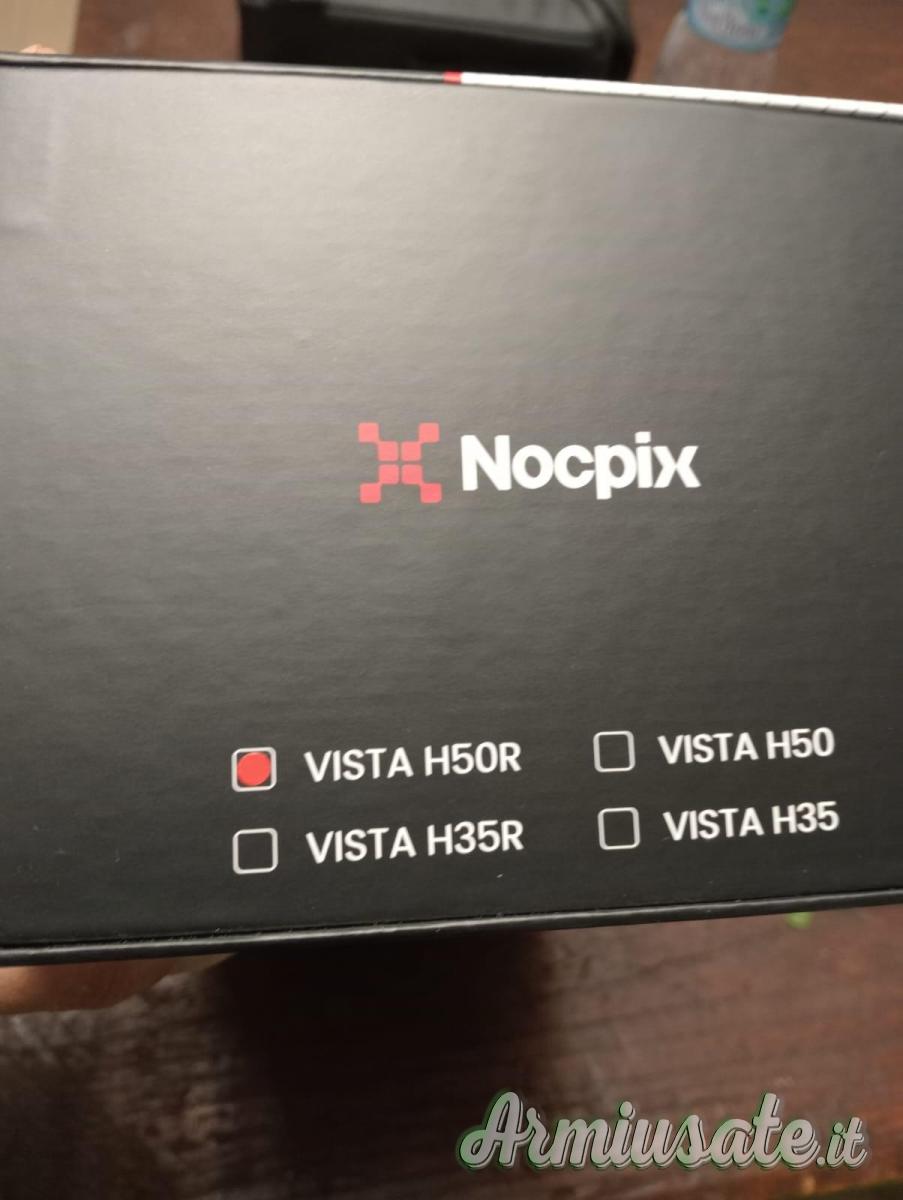 Nocpix
VISTA H50R
VISTA H50
VISTA H35R
VISTA H35
Armiusate.it